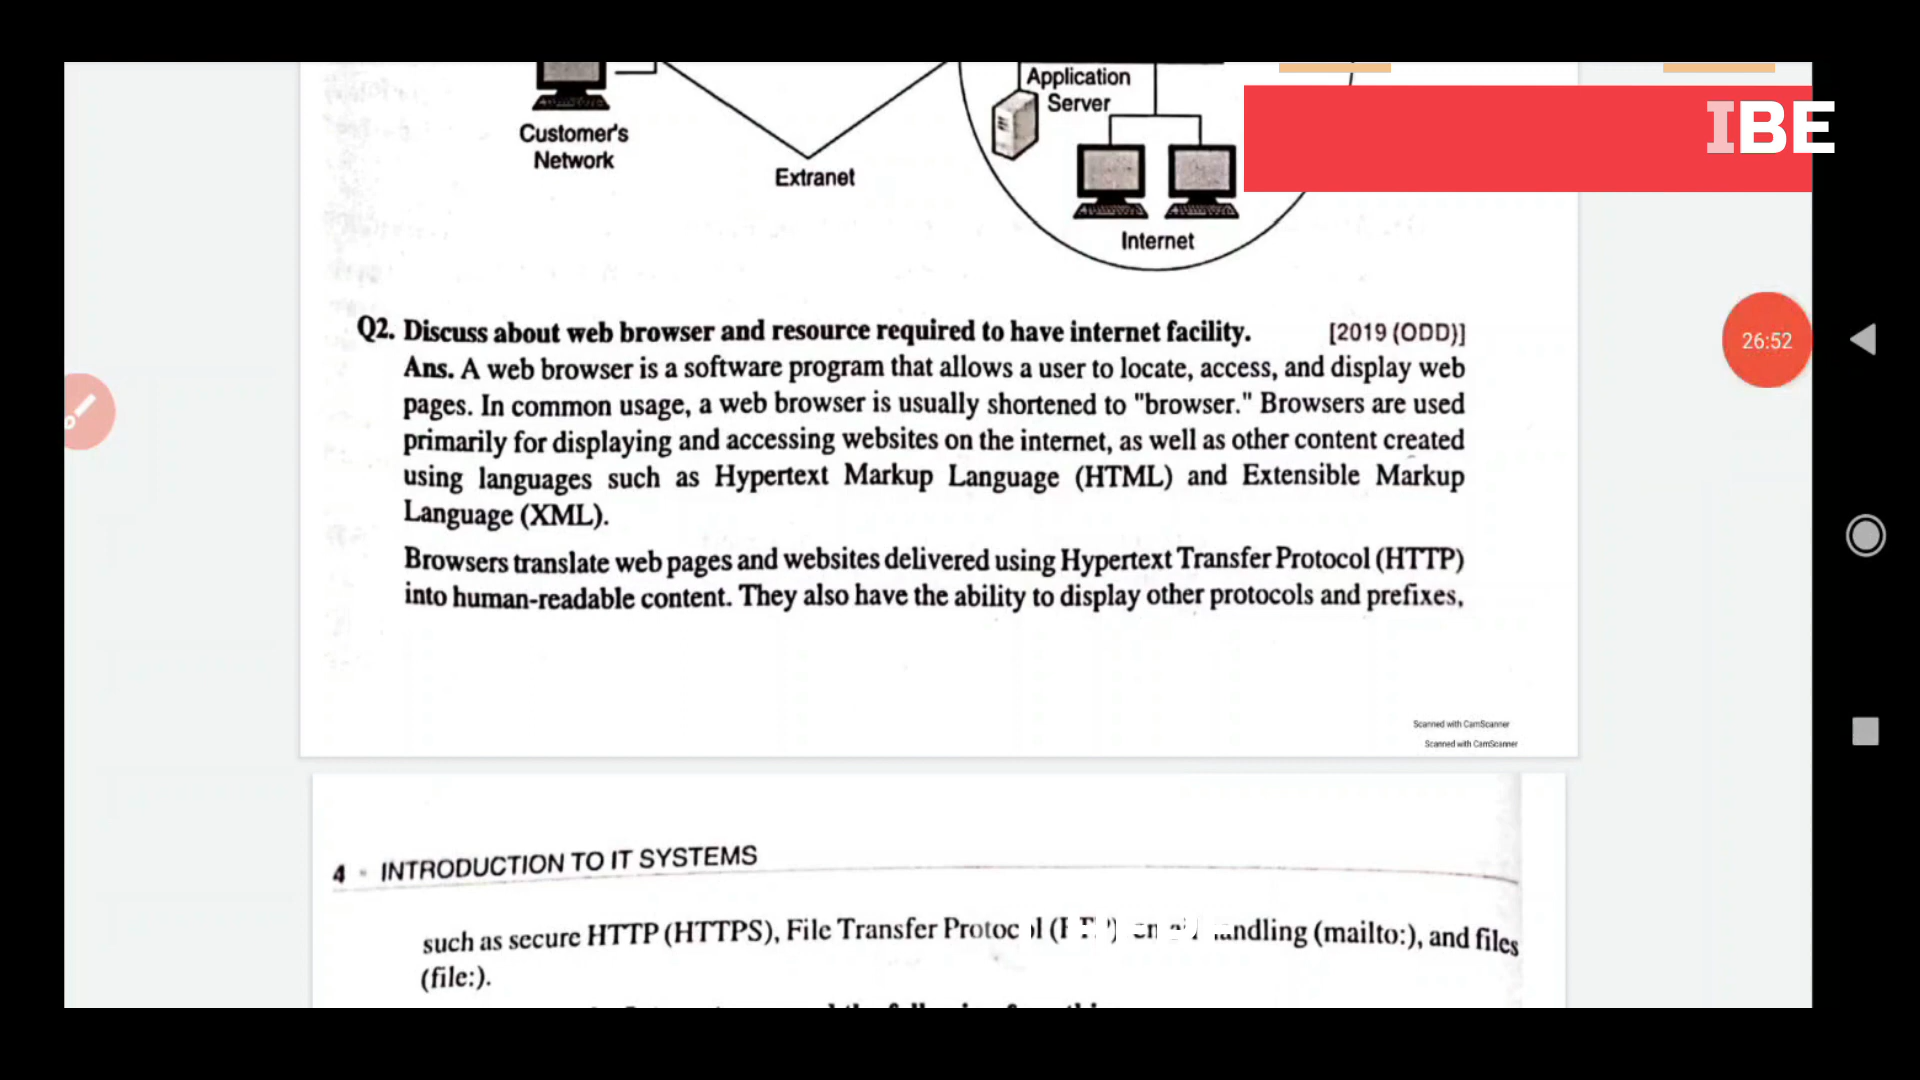 Application
Server
IBE
Customer's
Network
Extranet
Internet
26:52
Q2. Discuss about web browser and resource required to have internet facility. [2019 (ODD)]
Ans. A web browser is a software program that allows a user to locate, access, and display web
pages. In common usage, a web browser is usually shortened to "browser." Browsers are used
primarily for displaying and accessing websites on the internet, as well as other content created
using languages such as Hypertext Markup Language (HTML) and Extensible Markup
Language (XML).
Browsers translate web pages and websites delivered using Hypertext Transfer Protocol (HTTP)
into human-readable content. They also have the ability to display other protocols and prefixes,
Scanned with CamScanner
Scanned with CamScanner
4 · INTRODUCTION TO IT SYSTEMS
such as secure HTTP (HTTPS), File Transfer (mailto:), and files
(file:).